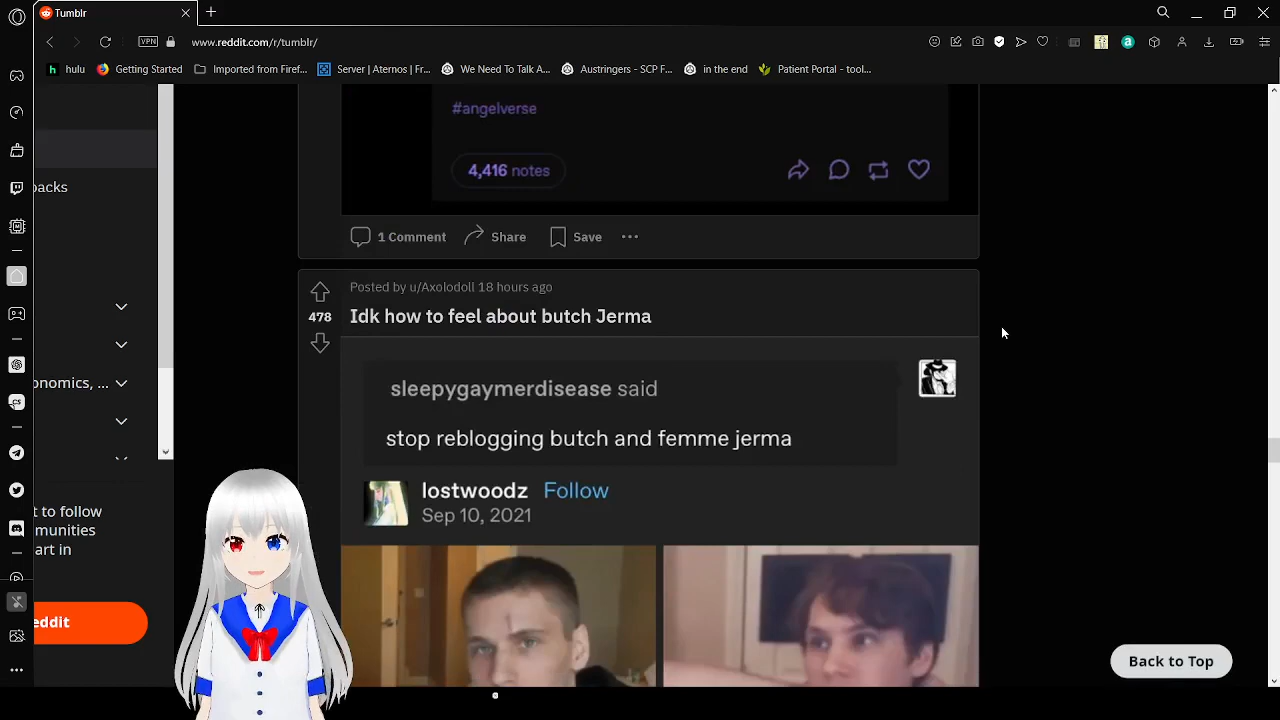 Tumblr
VPN
www.reddit.com/r/tumblr/
hulu
Getting Started
Imported from Firef...
Server | Aternos | Fr...
We Need To Talk A...
Austringers - SCP F...
in the end
Patient Portal - tool...
#angelverse
4,416 notes
1 Comment
Share
Save
packs
onomics, ...
t to follow
munities
art in
eddit
Posted by u/Axolodoll 18 hours ago
478
Idk how to feel about butch Jerma
sleepygaymerdisease said
stop reblogging butch and femme jerma
lostwoodz Follow
Sep 10, 2021
Back to Top